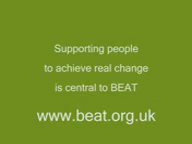 Supporting people
to achieve real change
is central to BEAT
www.beat.org.uk